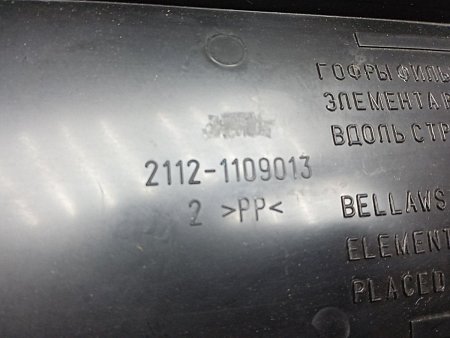 2112-1109013
2 >PP<
ГОФРЫ ФИЛЬ
ЭЛЕМЕНТА
ВДОЛЬ СТР
BELLAWS
ELEMENT
PLACED